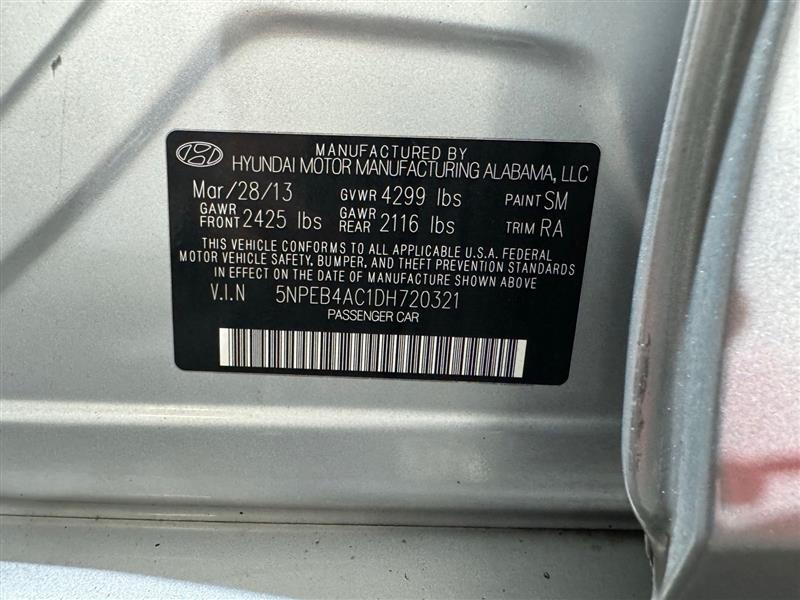 MANUFACTURED BY
HYUNDAI MOTOR MANUFACTURING ALABAMA, LLC
Mar/28/13 GVWR 4299 lbs PAINT SM
GAWR FRONT 2425 lbs GAWR REAR 2116 lbs TRIM RA
THIS VEHICLE CONFORMS TO ALL APPLICABLE U.S.A. FEDERAL
MOTOR VEHICLE SAFETY, BUMPER, AND THEFT PREVENTION STANDARDS
IN EFFECT ON THE DATE OF MANUFACTURE SHOWN ABOVE
V.I.N 5NPEB4AC1DH720321
PASSENGER CAR